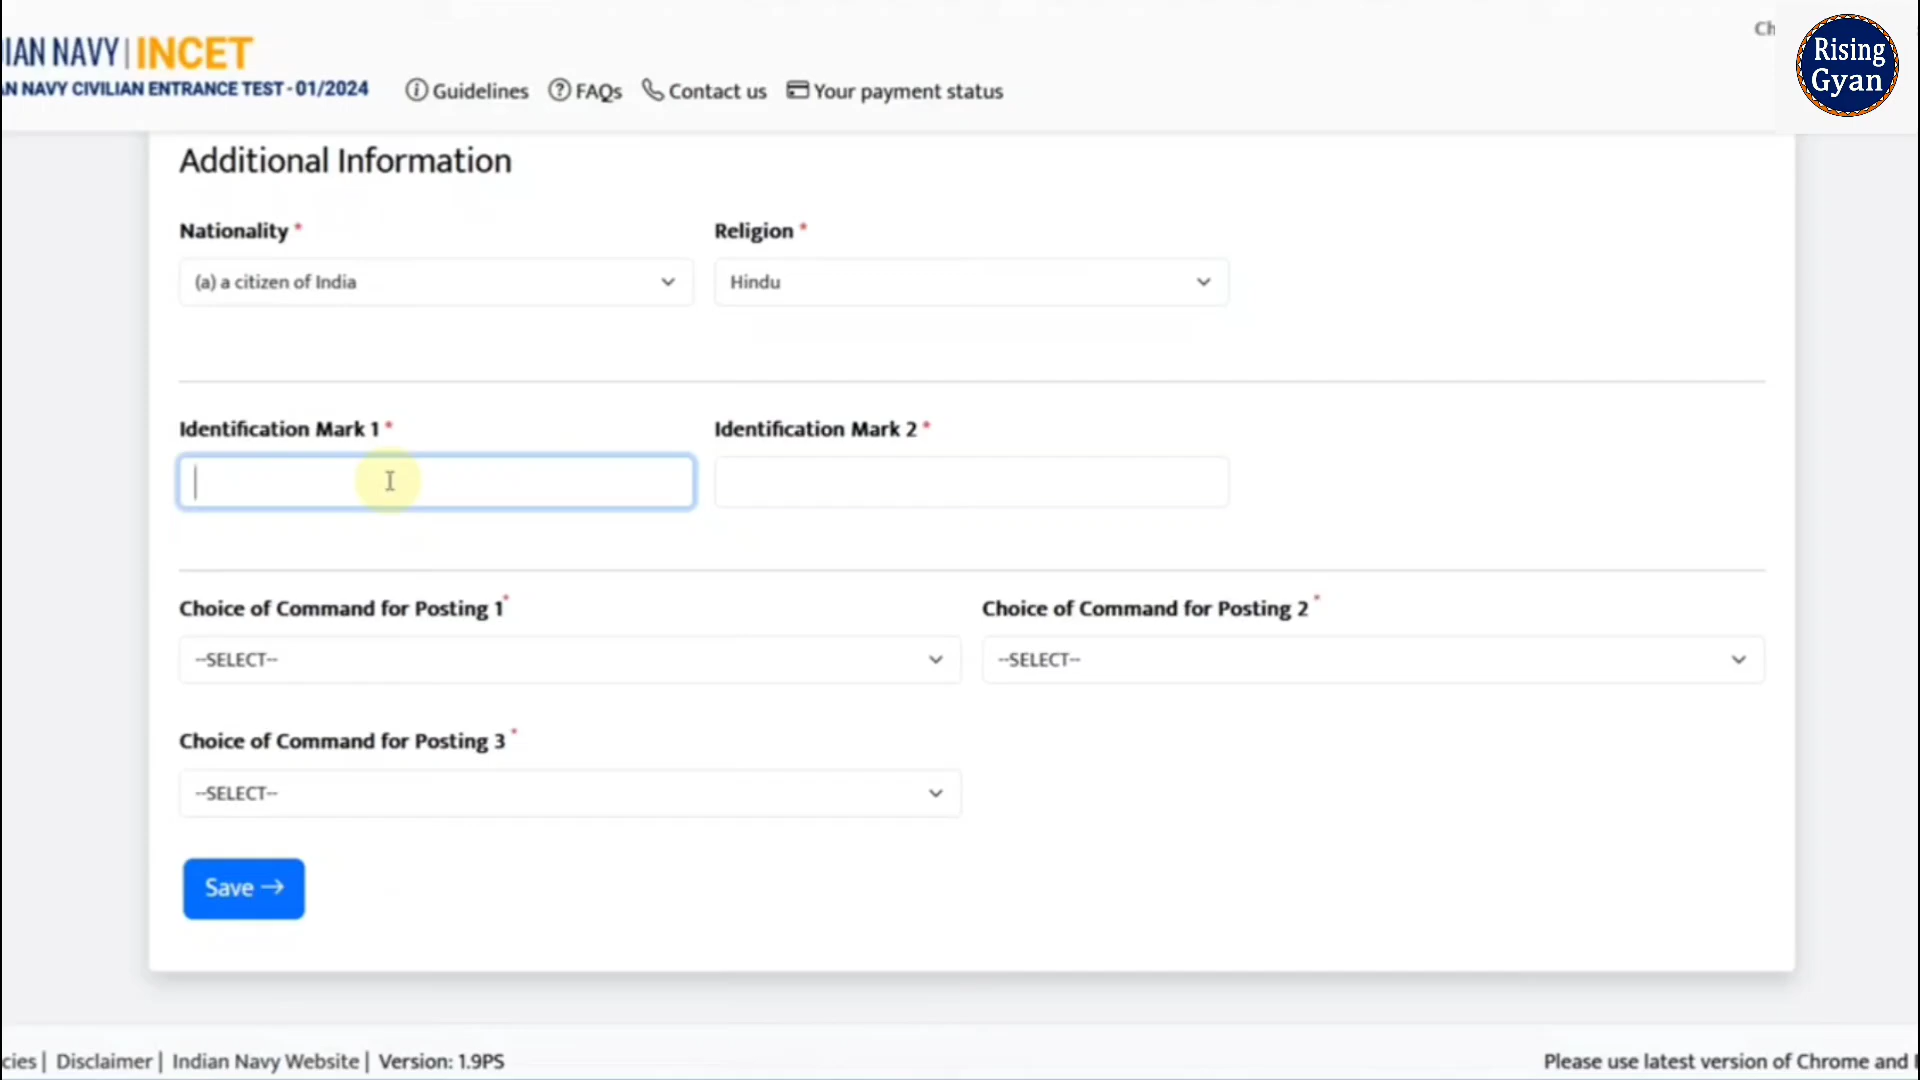 IAN NAVY | INCET
N NAVY CIVILIAN ENTRANCE TEST - 01/2024
Guidelines
FAQs
Contact us
Your payment status
Ch
Rising
Gyan
Additional Information
Nationality *
Religion *
(a) a citizen of India
Hindu
Identification Mark 1 *
Identification Mark 2 *
Choice of Command for Posting 1 *
Choice of Command for Posting 2 *
--SELECT--
--SELECT--
Choice of Command for Posting 3 *
--SELECT--
Save →
cies | Disclaimer | Indian Navy Website | Version: 1.9PS
Please use latest version of Chrome and